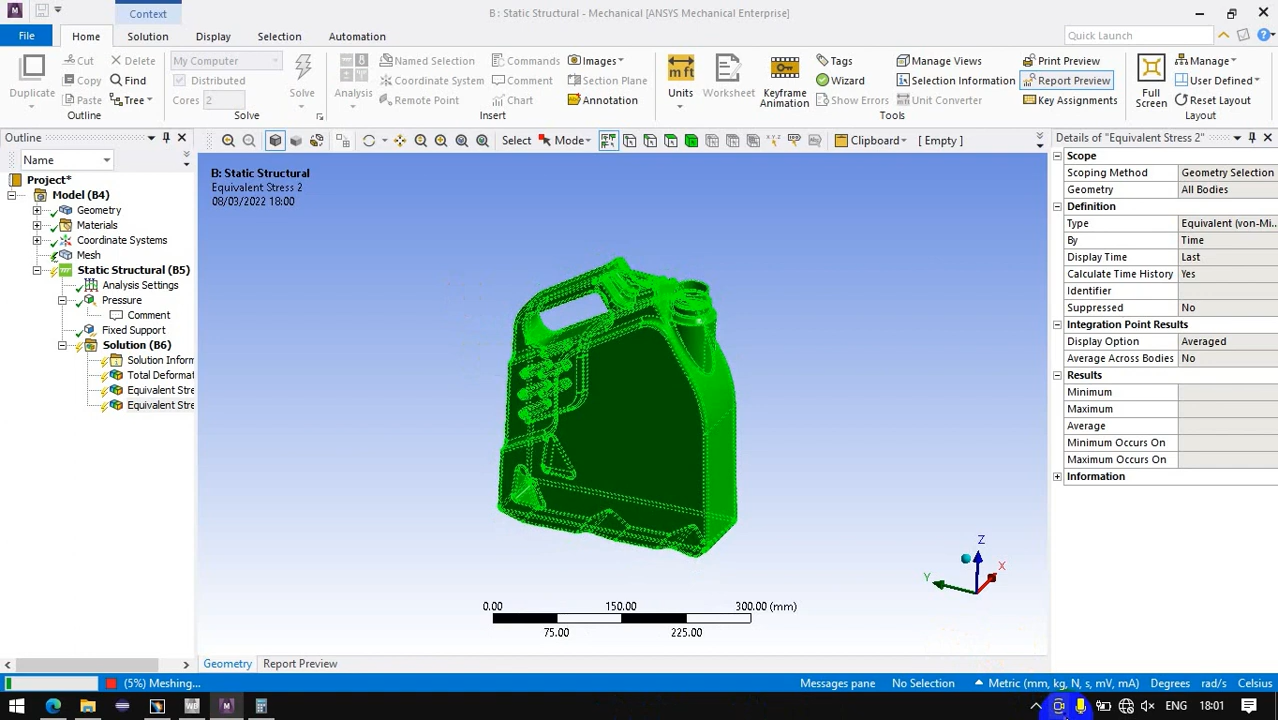 Context
B : Static Structural - Mechanical [ANSYS Mechanical Enterprise]
File Home Solution Display Selection Automation Quick Launch
Cut Delete My Computer Named Selection Commands Images Tags Manage Views Print Preview Manage
Copy Find Distributed Coordinate System Comment Section Plane Wizard Selection Information Report Preview User Defined
Duplicate Paste Tree Cores 2 Solve Analysis Remote Point Chart Annotation Units Worksheet Keyframe Animation Show Errors Unit Converter Key Assignments Full Screen Reset Layout
Outline Solve Insert Tools Layout
Outline Select Mode Clipboard [ Empty ] Details of "Equivalent Stress 2"
Name
Project*
Model (B4)
Geometry
Materials
Coordinate Systems
Mesh
Static Structural (B5)
Analysis Settings
Pressure
Comment
Fixed Support
Solution (B6)
Solution Inform
Total Deformat
Equivalent Stre
Equivalent Stre
B: Static Structural
Equivalent Stress 2
08/03/2022 18:00
Z
Y
X
0.00 150.00 300.00 (mm)
75.00 225.00
Scope
Scoping Method Geometry Selection
Geometry All Bodies
Definition
Type Equivalent (von-Mi...
By Time
Display Time Last
Calculate Time History Yes
Identifier
Suppressed No
Integration Point Results
Display Option Averaged
Average Across Bodies No
Results
Minimum
Maximum
Average
Minimum Occurs On
Maximum Occurs On
Information
Geometry Report Preview
(5%) Meshing... Messages pane No Selection Metric (mm, kg, N, s, mV, mA) Degrees rad/s Celsius
ENG 18:01